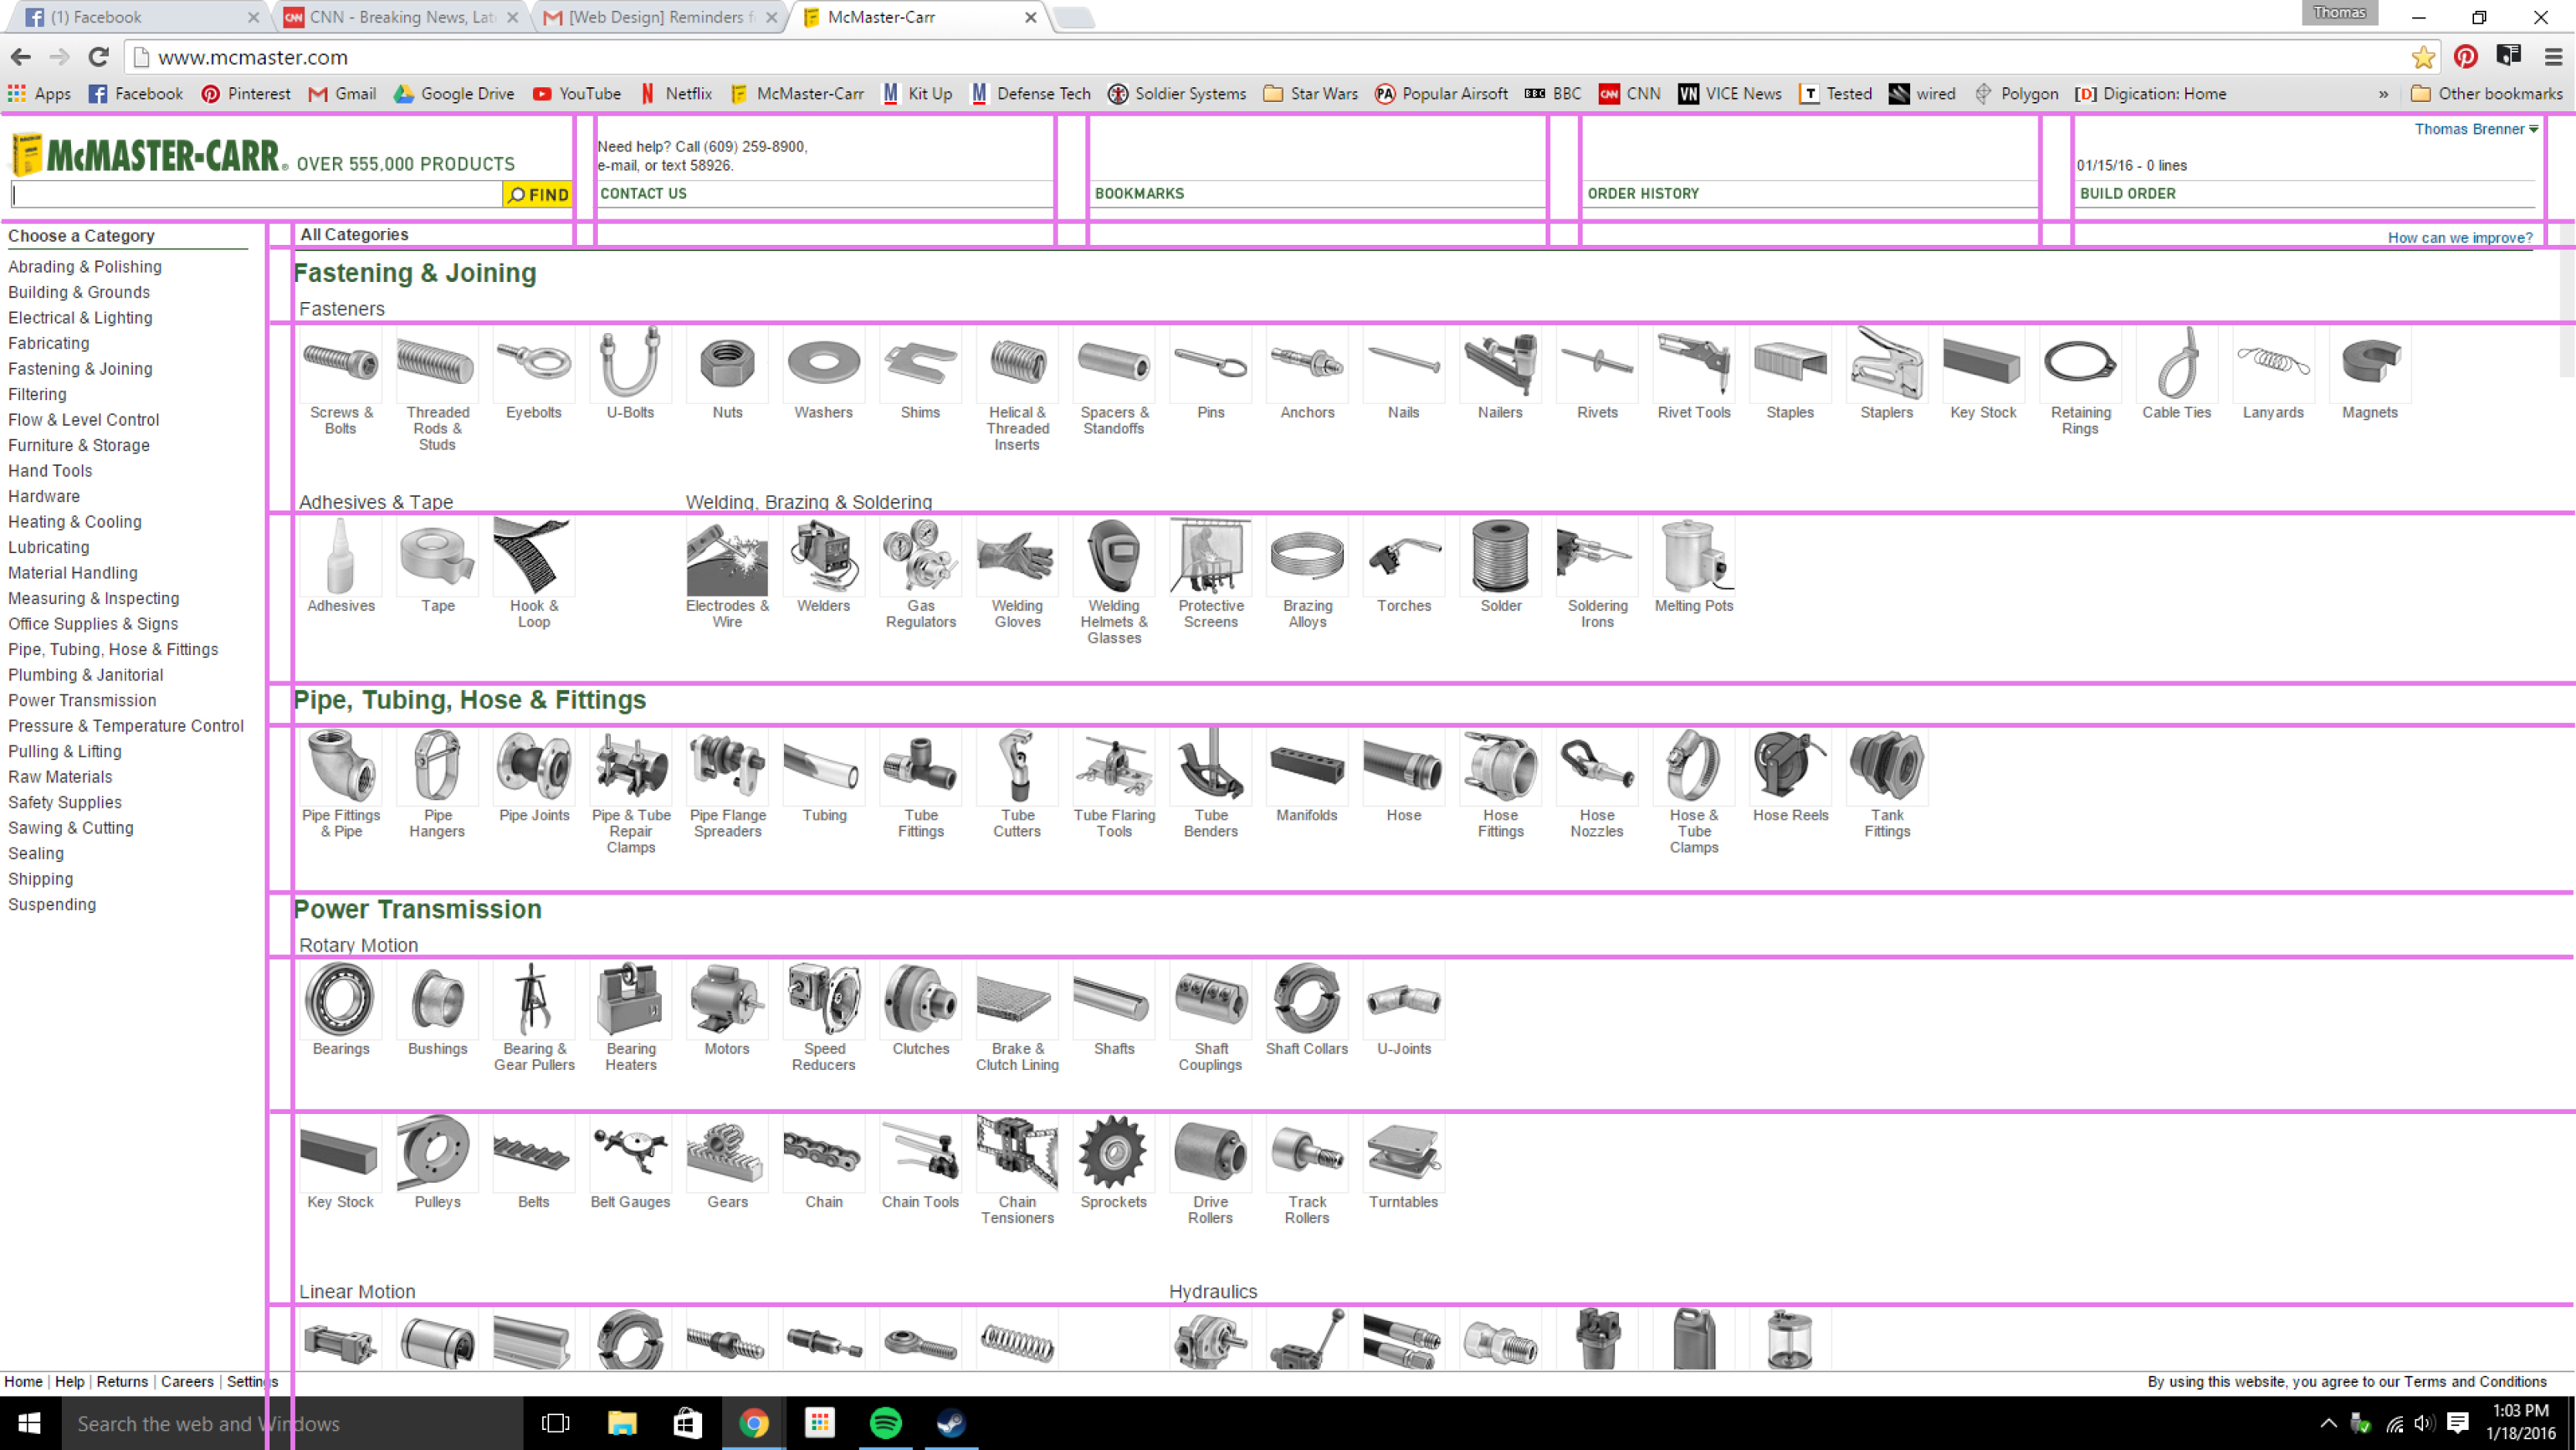 (1) Facebook
CNN - Breaking News, Lat
[Web Design] Reminders f
McMaster-Carr
Thomas
www.mcmaster.com
Apps Facebook Pinterest Gmail Google Drive YouTube Netflix McMaster-Carr Kit Up Defense Tech Soldier Systems Star Wars Popular Airsoft BBC CNN VICE News Tested wired Polygon Digication: Home » Other bookmarks
McMASTER-CARR® OVER 555,000 PRODUCTS
FIND
Need help? Call (609) 259-8900,
e-mail, or text 58926.
CONTACT US
BOOKMARKS
ORDER HISTORY
Thomas Brenner
01/15/16 - 0 lines
BUILD ORDER
Choose a Category
Abrading & Polishing
Building & Grounds
Electrical & Lighting
Fabricating
Fastening & Joining
Filtering
Flow & Level Control
Furniture & Storage
Hand Tools
Hardware
Heating & Cooling
Lubricating
Material Handling
Measuring & Inspecting
Office Supplies & Signs
Pipe, Tubing, Hose & Fittings
Plumbing & Janitorial
Power Transmission
Pressure & Temperature Control
Pulling & Lifting
Raw Materials
Safety Supplies
Sawing & Cutting
Sealing
Shipping
Suspending
All Categories
How can we improve?
Fastening & Joining
Fasteners
Screws &
Bolts
Threaded
Rods &
Studs
Eyebolts
U-Bolts
Nuts
Washers
Shims
Helical &
Threaded
Inserts
Spacers &
Standoffs
Pins
Anchors
Nails
Nailers
Rivets
Rivet Tools
Staples
Staplers
Key Stock
Retaining
Rings
Cable Ties
Lanyards
Magnets
Adhesives & Tape
Adhesives
Tape
Hook &
Loop
Welding, Brazing & Soldering
Electrodes &
Wire
Welders
Gas
Regulators
Welding
Gloves
Welding
Helmets &
Glasses
Protective
Screens
Brazing
Alloys
Torches
Solder
Soldering
Irons
Melting Pots
Pipe, Tubing, Hose & Fittings
Pipe Fittings
& Pipe
Pipe
Hangers
Pipe Joints
Pipe & Tube
Repair
Clamps
Pipe Flange
Spreaders
Tubing
Tube
Fittings
Tube
Cutters
Tube Flaring
Tools
Tube
Benders
Manifolds
Hose
Hose
Fittings
Hose
Nozzles
Hose &
Tube
Clamps
Hose Reels
Tank
Fittings
Power Transmission
Rotary Motion
Bearings
Bushings
Bearing &
Gear Pullers
Bearing
Heaters
Motors
Speed
Reducers
Clutches
Brake &
Clutch Lining
Shafts
Shaft
Couplings
Shaft Collars
U-Joints
Key Stock
Pulleys
Belts
Belt Gauges
Gears
Chain
Chain Tools
Chain
Tensioners
Sprockets
Drive
Rollers
Track
Rollers
Turntables
Linear Motion
Hydraulics
Home | Help | Returns | Careers | Settings
By using this website, you agree to our Terms and Conditions
Search the web and Windows
1:03 PM
1/18/2016